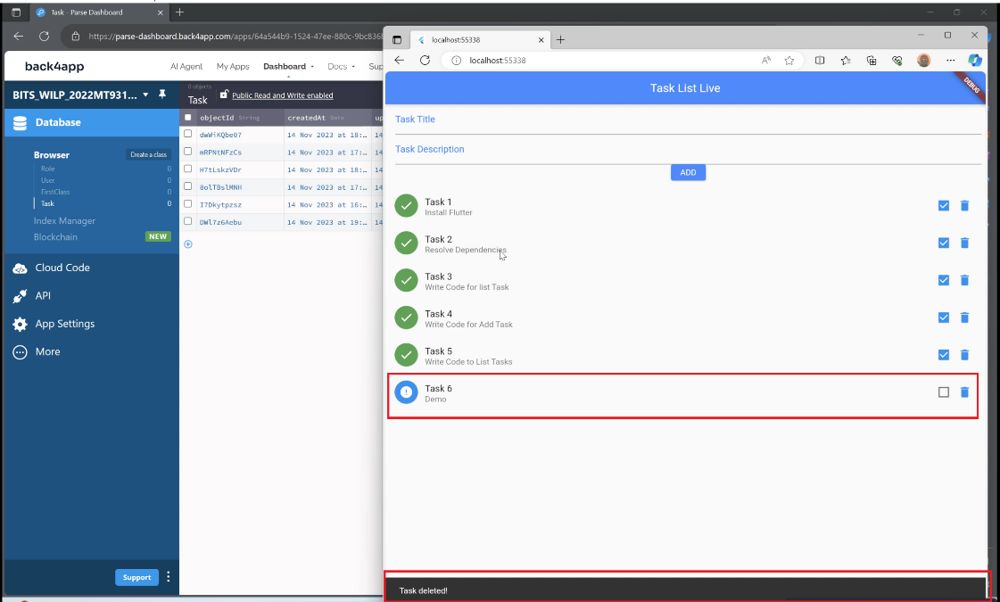 Task - Parse Dashboard
https://parse-dashboard.back4app.com/apps/64a544b9-1524-47ee-880c-9bc836
back4app
AI Agent My Apps Dashboard Docs Sup
BITS_WILP_2022MT931...
0 objects
Task
Public Read and Write enabled
Database
Browser
Create a class
Role 0
User 0
FirstClass 0
Task 0
Index Manager
Blockchain NEW
Cloud Code
API
App Settings
More
Support
objectId String createdAt Date up
dwWiKQbe07 14 Nov 2023 at 18:… 14
mRPNtNFzCs 14 Nov 2023 at 17:… 14
H7tLskzVDr 14 Nov 2023 at 18:… 14
8olTBslMNH 14 Nov 2023 at 17:… 14
I7Dkytpzsz 14 Nov 2023 at 16:… 14
DWl7z6Aebu 14 Nov 2023 at 19:… 14
localhost:55338
localhost:55338
Task List Live
DEBUG
Task Title
Task Description
ADD
Task 1
Install Flutter
Task 2
Resolve Dependencies
Task 3
Write Code for list Task
Task 4
Write Code for Add Task
Task 5
Write Code to List Tasks
Task 6
Demo
Task deleted!